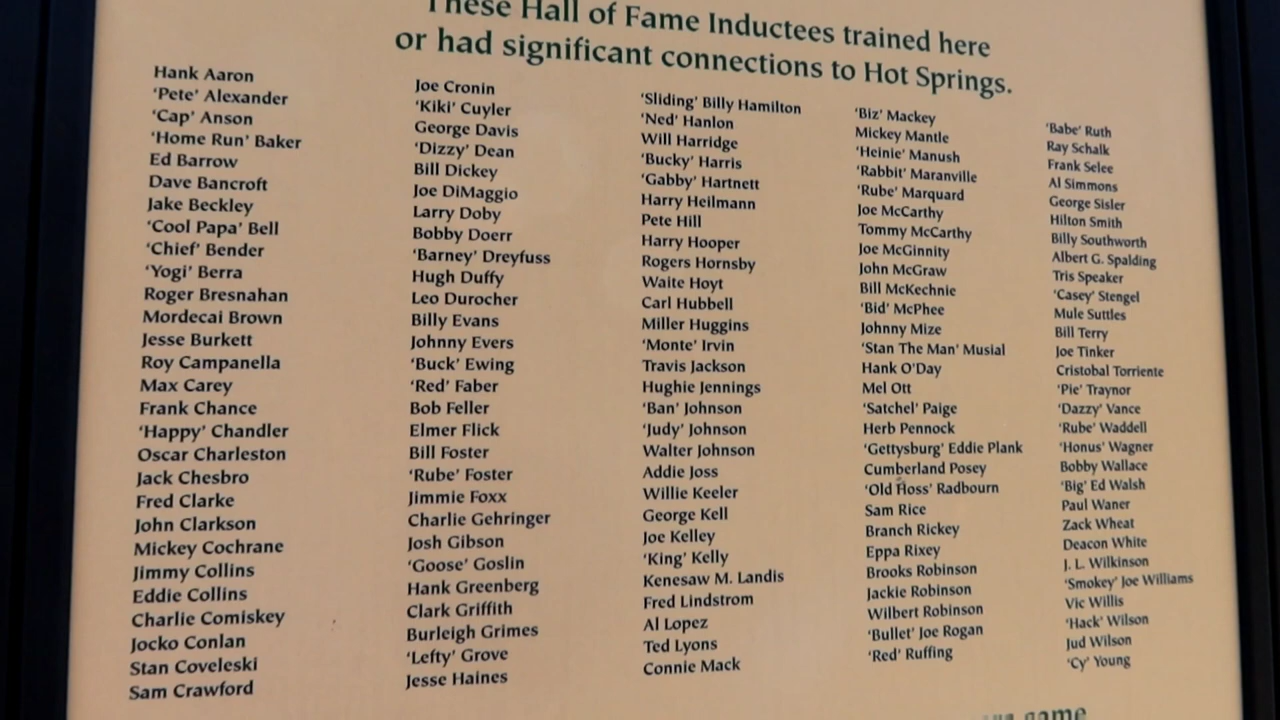 These Hall of Fame Inductees trained here
or had significant connections to Hot Springs.
Hank Aaron
'Pete' Alexander
'Cap' Anson
'Home Run' Baker
Ed Barrow
Dave Bancroft
Jake Beckley
'Cool Papa' Bell
'Chief' Bender
'Yogi' Berra
Roger Bresnahan
Mordecai Brown
Jesse Burkett
Roy Campanella
Max Carey
Frank Chance
'Happy' Chandler
Oscar Charleston
Jack Chesbro
Fred Clarke
John Clarkson
Mickey Cochrane
Jimmy Collins
Eddie Collins
Charlie Comiskey
Jocko Conlan
Stan Coveleski
Sam Crawford
Joe Cronin
'Kiki' Cuyler
George Davis
'Dizzy' Dean
Bill Dickey
Joe DiMaggio
Larry Doby
Bobby Doerr
'Barney' Dreyfuss
Hugh Duffy
Leo Durocher
Billy Evans
Johnny Evers
'Buck' Ewing
'Red' Faber
Bob Feller
Elmer Flick
Bill Foster
'Rube' Foster
Jimmie Foxx
Charlie Gehringer
Josh Gibson
'Goose' Goslin
Hank Greenberg
Clark Griffith
Burleigh Grimes
'Lefty' Grove
Jesse Haines
'Sliding' Billy Hamilton
'Ned' Hanlon
Will Harridge
'Bucky' Harris
'Gabby' Hartnett
Harry Heilmann
Pete Hill
Harry Hooper
Rogers Hornsby
Waite Hoyt
Carl Hubbell
Miller Huggins
'Monte' Irvin
Travis Jackson
Hughie Jennings
'Ban' Johnson
'Judy' Johnson
Walter Johnson
Addie Joss
Willie Keeler
George Kell
Joe Kelley
'King' Kelly
Kenesaw M. Landis
Fred Lindstrom
Al Lopez
Ted Lyons
Connie Mack
'Biz' Mackey
Mickey Mantle
'Heinie' Manush
'Rabbit' Maranville
'Rube' Marquard
Joe McCarthy
Tommy McCarthy
Joe McGinnity
John McGraw
Bill McKechnie
'Bid' McPhee
Johnny Mize
'Stan The Man' Musial
Hank O'Day
Mel Ott
'Satchel' Paige
Herb Pennock
'Gettysburg' Eddie Plank
Cumberland Posey
'Old Hoss' Radbourn
Sam Rice
Branch Rickey
Eppa Rixey
Brooks Robinson
Jackie Robinson
Wilbert Robinson
'Bullet' Joe Rogan
'Red' Ruffing
'Babe' Ruth
Ray Schalk
Frank Selee
Al Simmons
George Sisler
Hilton Smith
Billy Southworth
Albert G. Spalding
Tris Speaker
'Casey' Stengel
Mule Suttles
Bill Terry
Joe Tinker
Cristobal Torriente
'Pie' Traynor
'Dazzy' Vance
'Rube' Waddell
'Honus' Wagner
Bobby Wallace
'Big' Ed Walsh
Paul Waner
Zack Wheat
Deacon White
J. L. Wilkinson
'Smokey' Joe Williams
Vic Willis
'Hack' Wilson
Jud Wilson
'Cy' Young
game